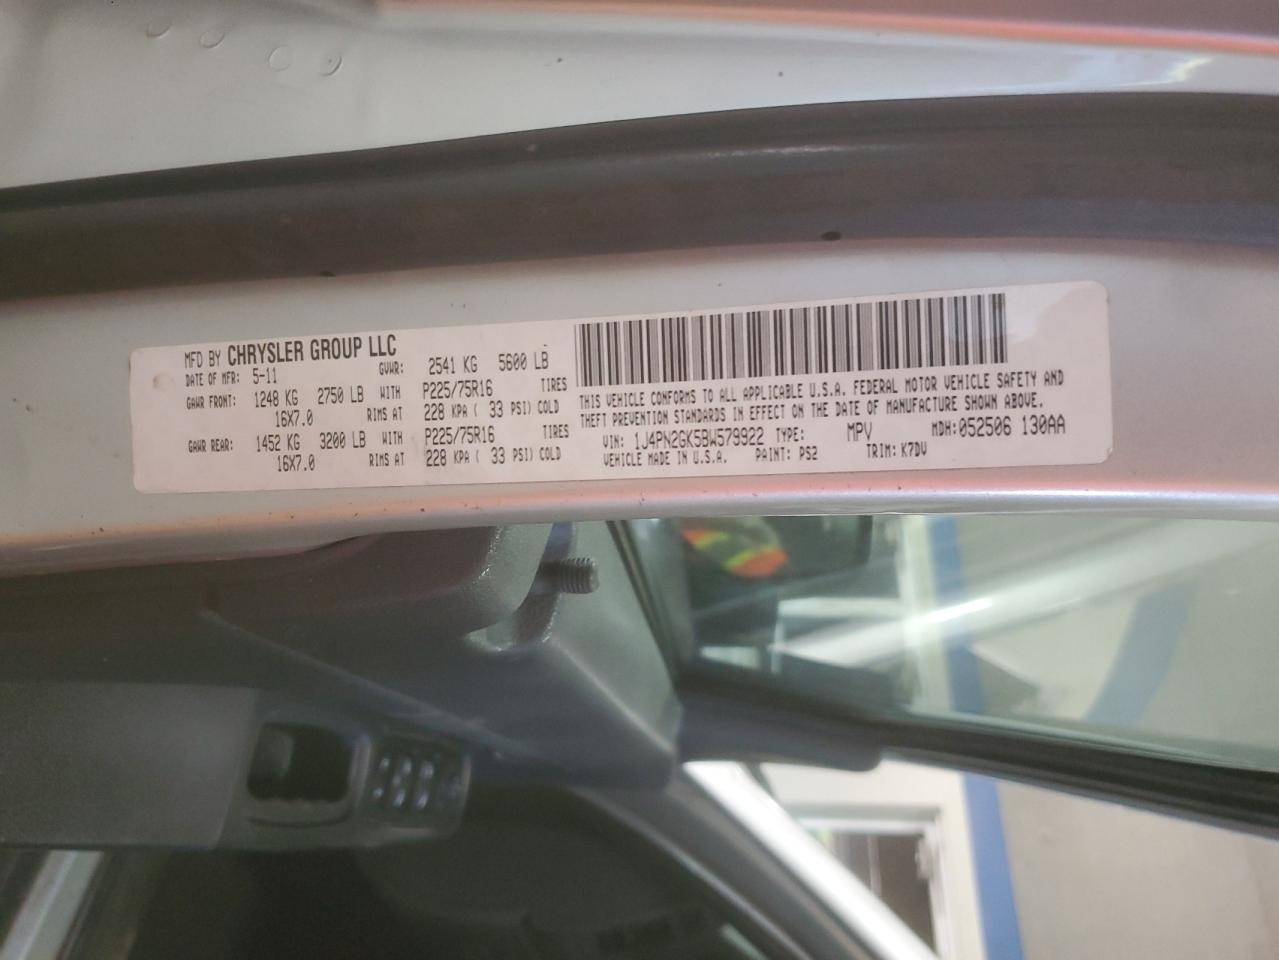 MFD BY CHRYSLER GROUP LLC
DATE OF MFR: 5-11 GVWR: 2541 KG 5600 LB
GAWR FRONT: 1248 KG 2750 LB WITH P225/75R16 TIRES
16X7.0 RIMS AT 228 KPA ( 33 PSI) COLD
GAWR REAR: 1452 KG 3200 LB WITH P225/75R16 TIRES
16X7.0 RIMS AT 228 KPA ( 33 PSI) COLD
THIS VEHICLE CONFORMS TO ALL APPLICABLE U.S.A. FEDERAL MOTOR VEHICLE SAFETY AND
THEFT PREVENTION STANDARDS IN EFFECT ON THE DATE OF MANUFACTURE SHOWN ABOVE.
VIN: 1J4PN2GK5BW579922 TYPE: MPV MDH:052506 130AA
VEHICLE MADE IN U.S.A. PAINT: PS2 TRIM: K7DV